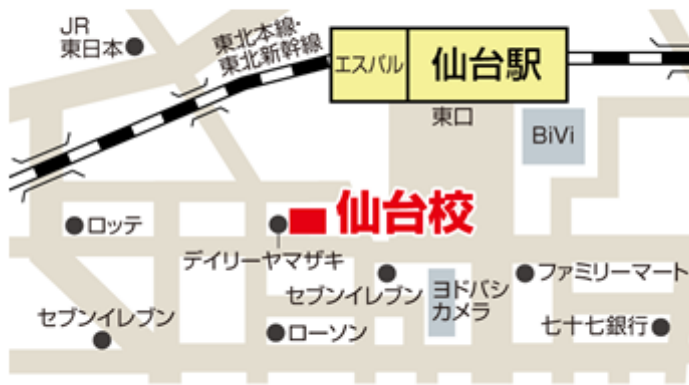 JR
東日本
東北本線・
東北新幹線
エスパル
仙台駅
東口
BiVi
ロッテ
仙台校
デイリーヤマザキ
セブンイレブン
ヨドバシ
カメラ
ファミリーマート
セブンイレブン
ローソン
七十七銀行